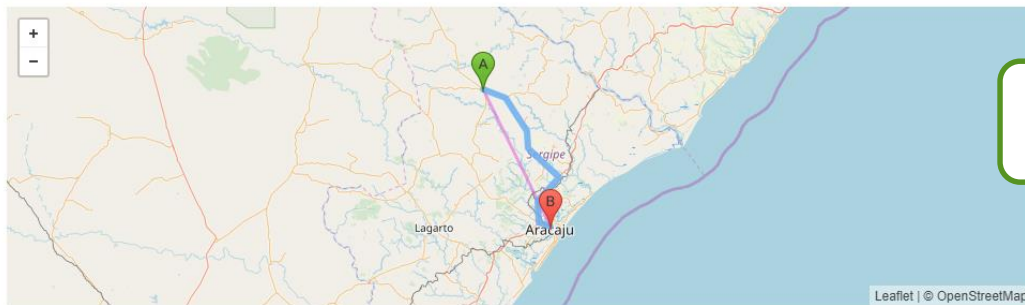 +
−
A
Sergipe
B
Lagarto
Aracaju
Leaflet | © OpenStreetMap